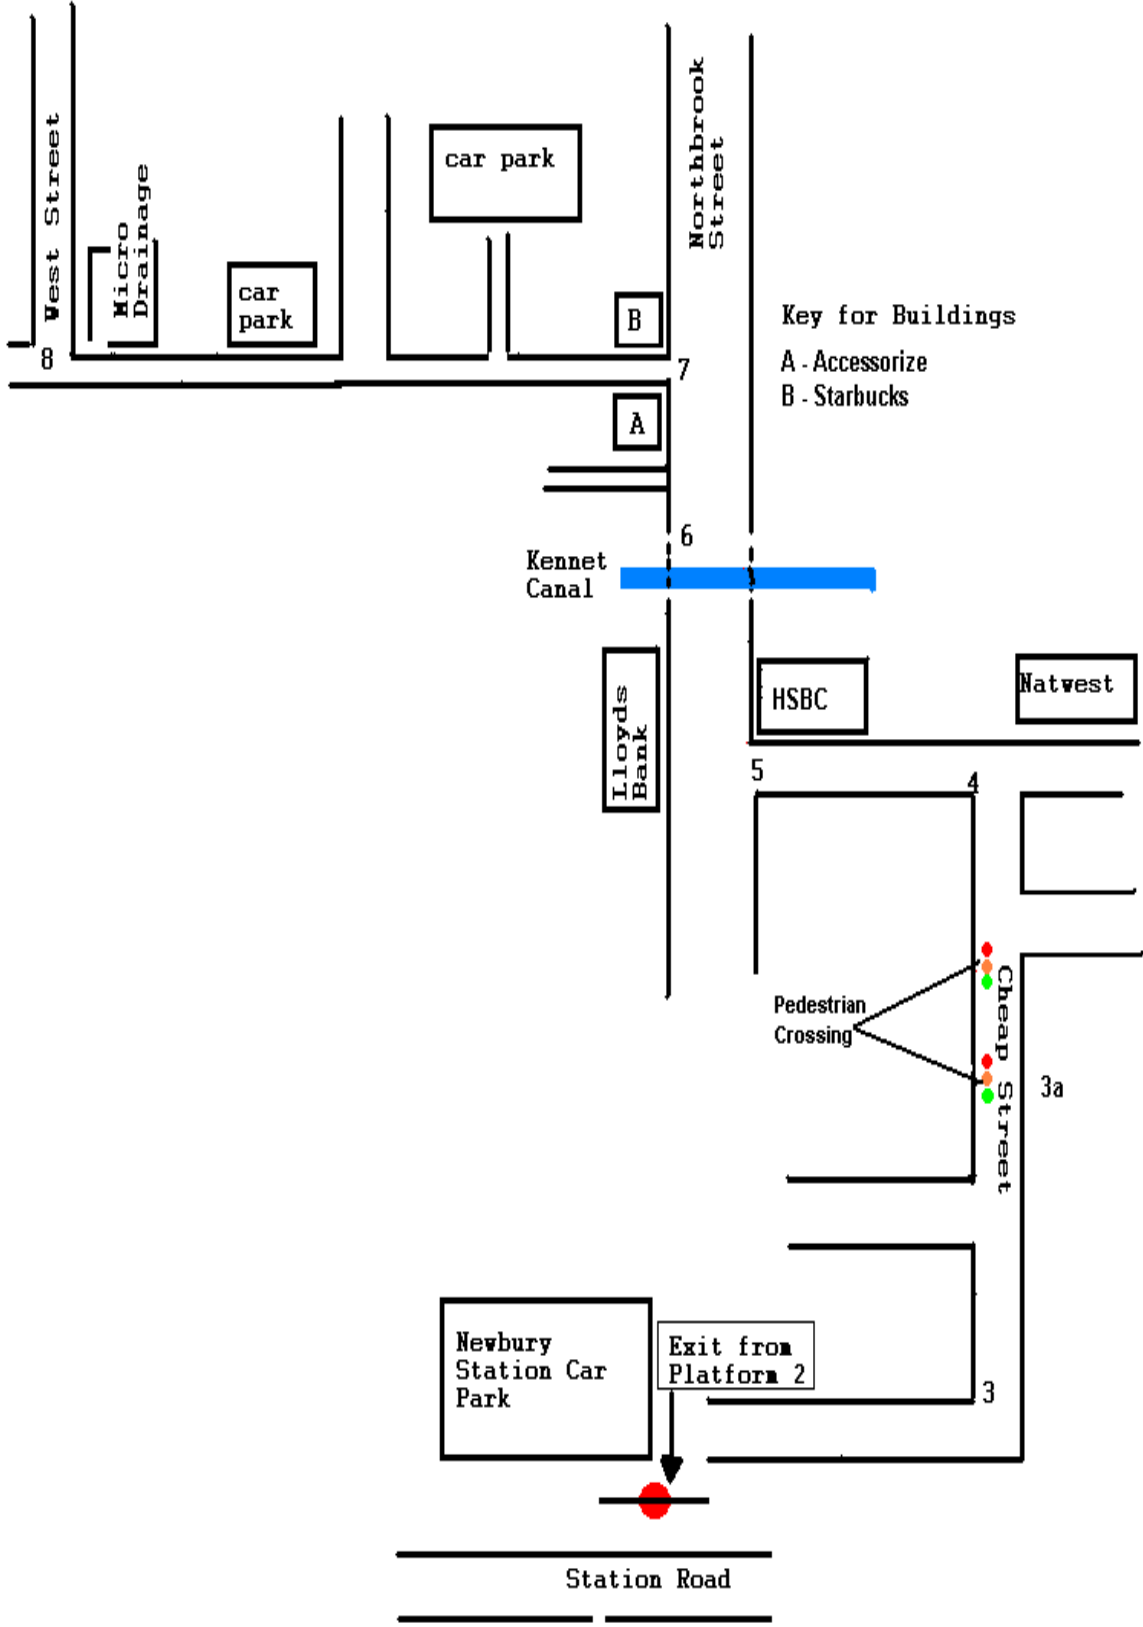 West Street
Micro
Drainage
car
park
car park
Northbrook
Street
B
8
7
A
Key for Buildings
A - Accessorize
B - Starbucks
6
Kennet
Canal
Lloyds
Bank
HSBC
Natwest
5
4
Pedestrian
Crossing
Cheap Street
3a
Newbury
Station Car
Park
Exit from
Platform 2
3
Station Road